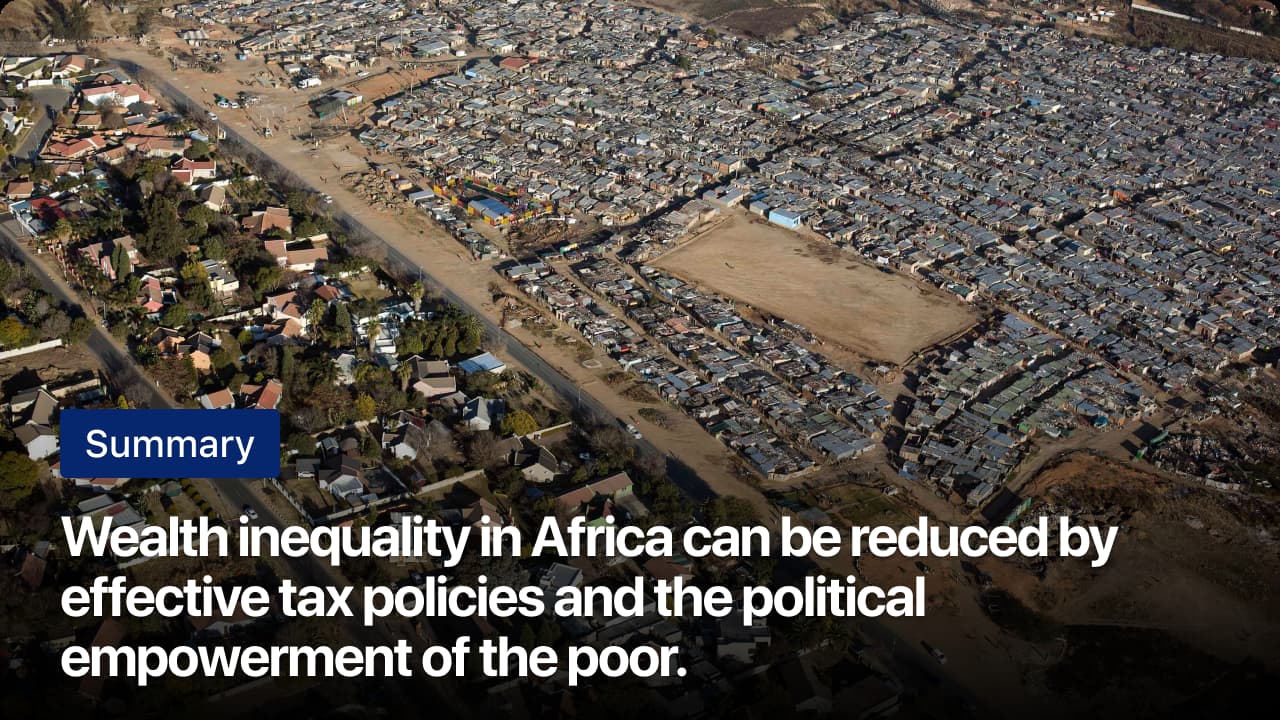 Summary
Wealth inequality in Africa can be reduced by
effective tax policies and the political
empowerment of the poor.